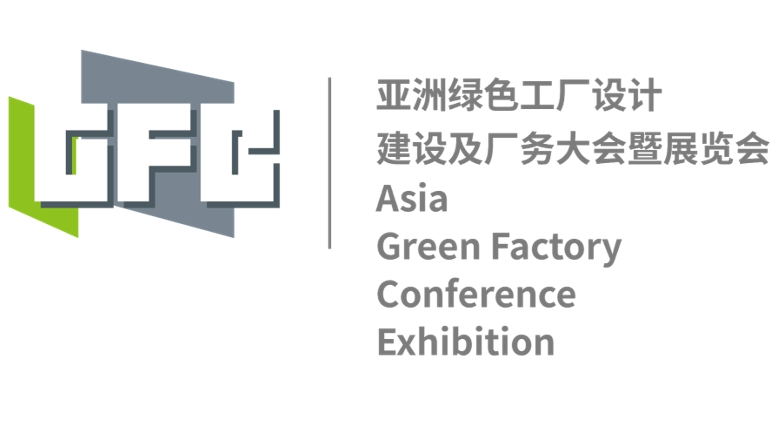 GFC
亚洲绿色工厂设计
建设及厂务大会暨展览会
Asia
Green Factory
Conference
Exhibition